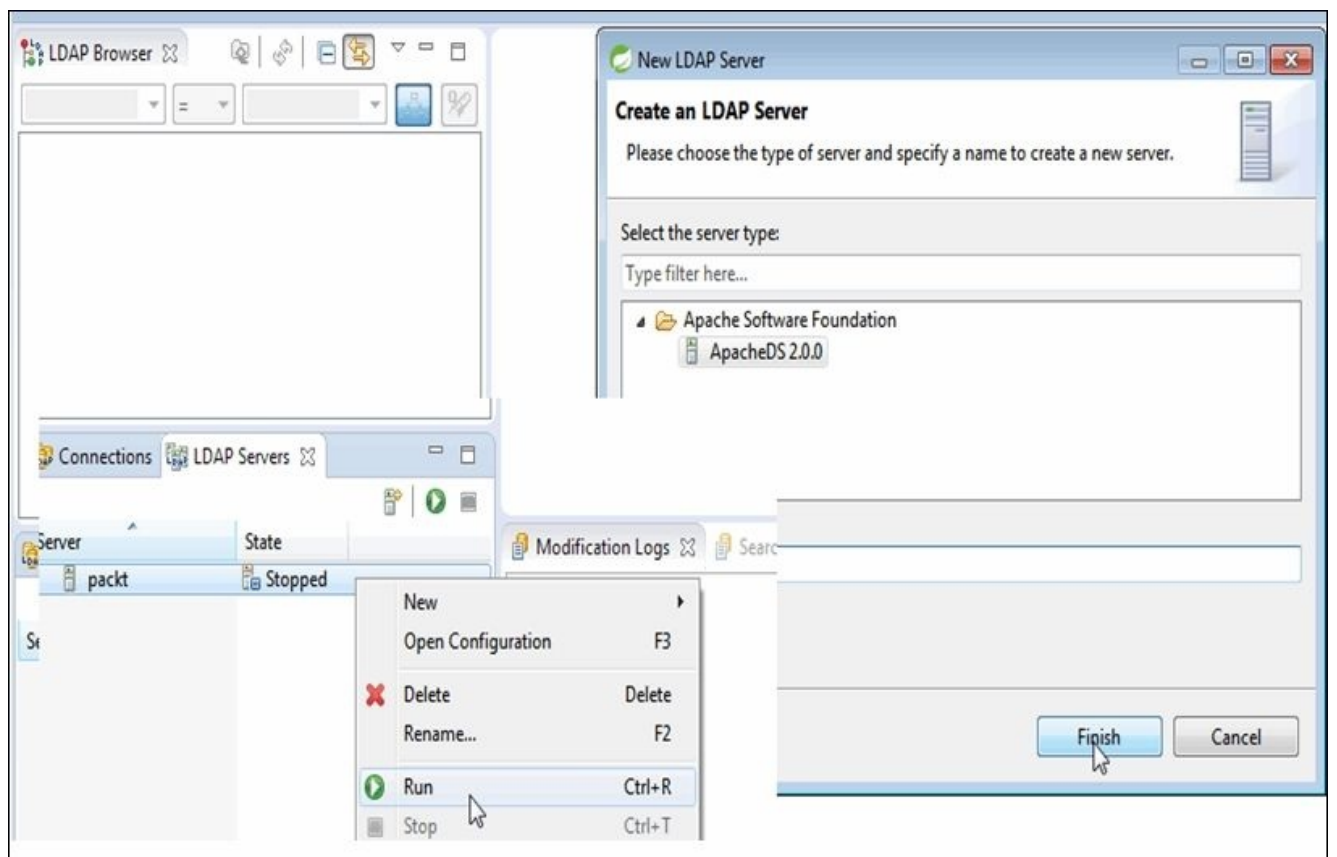 LDAP Browser
=
New LDAP Server
Create an LDAP Server
Please choose the type of server and specify a name to create a new server.
Select the server type:
Type filter here...
Apache Software Foundation
ApacheDS 2.0.0
Connections LDAP Servers
Server State
packt Stopped
Modification Logs Searc
New
Open Configuration F3
Delete Delete
Rename... F2
Run Ctrl+R
Stop Ctrl+T
Finish Cancel